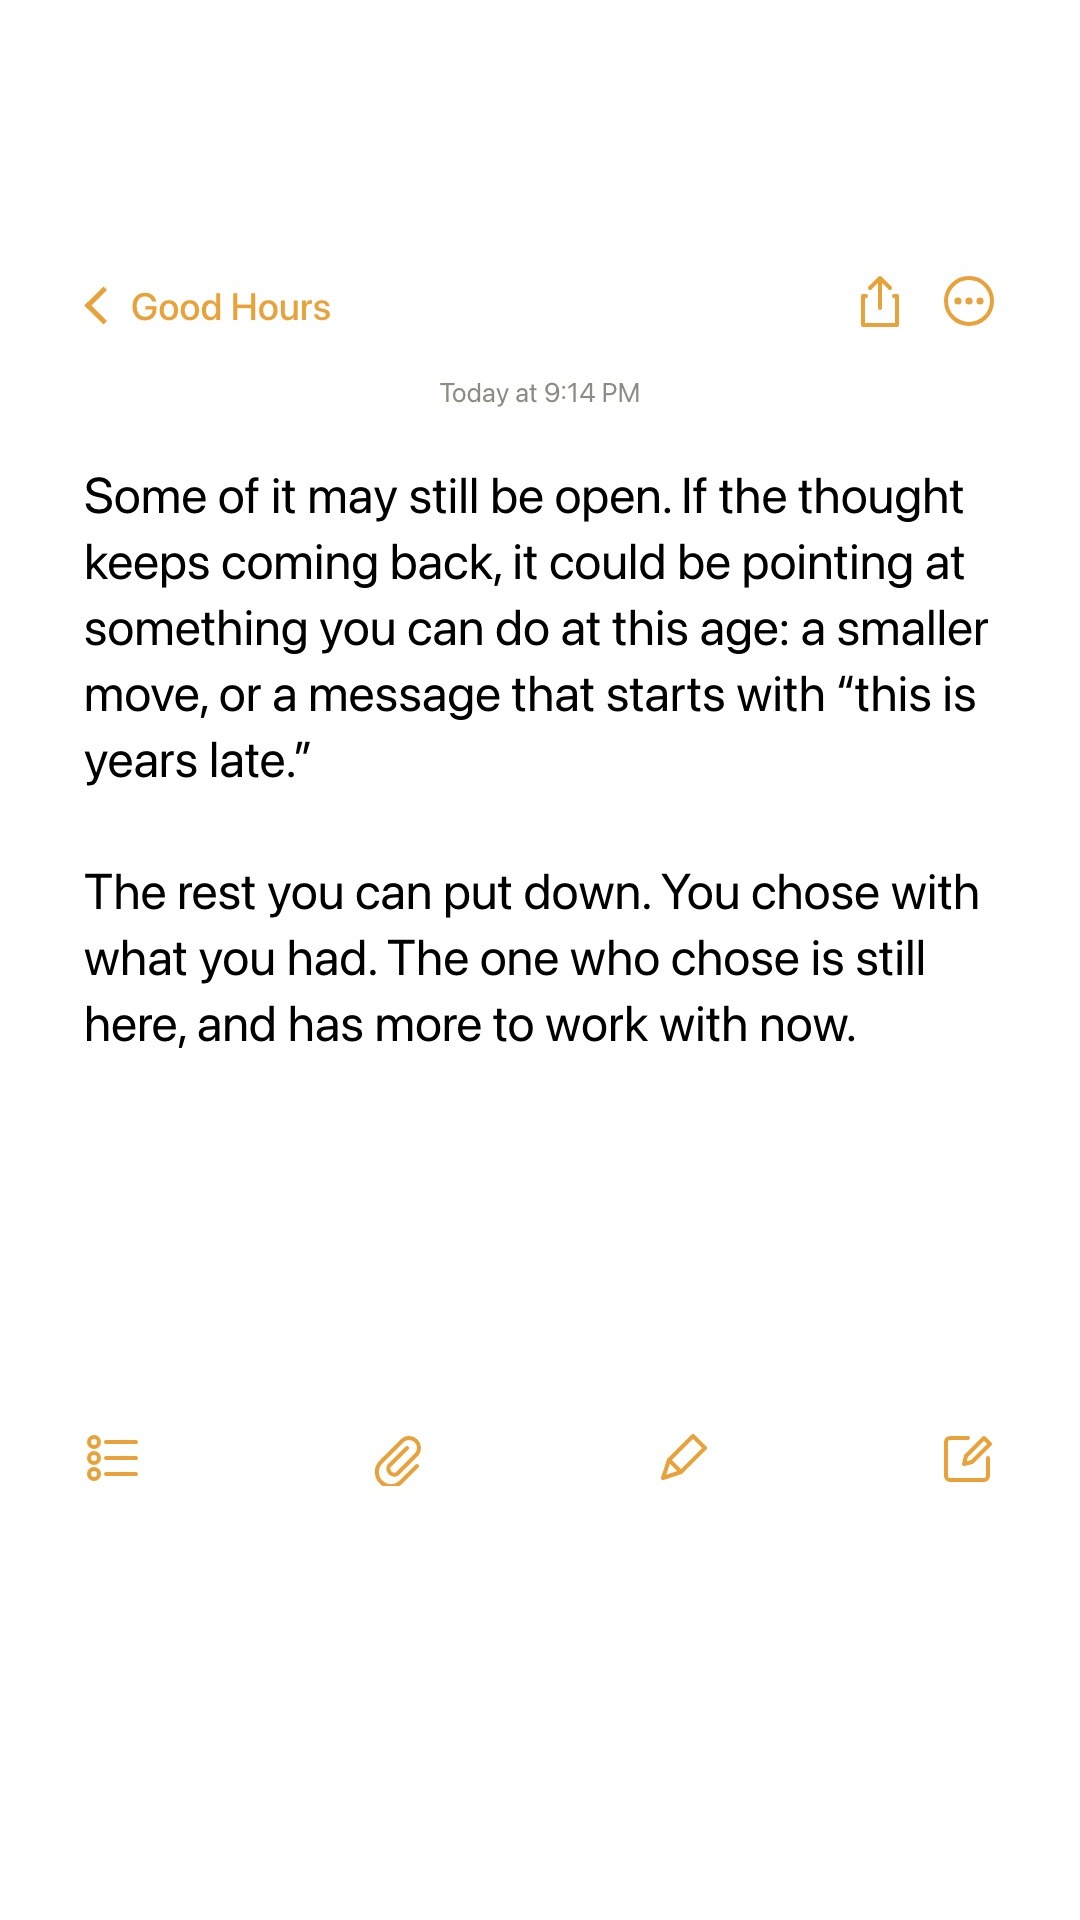 Good Hours
Today at 9:14 PM
Some of it may still be open. If the thought
keeps coming back, it could be pointing at
something you can do at this age: a smaller
move, or a message that starts with “this is
years late.”
The rest you can put down. You chose with
what you had. The one who chose is still
here, and has more to work with now.